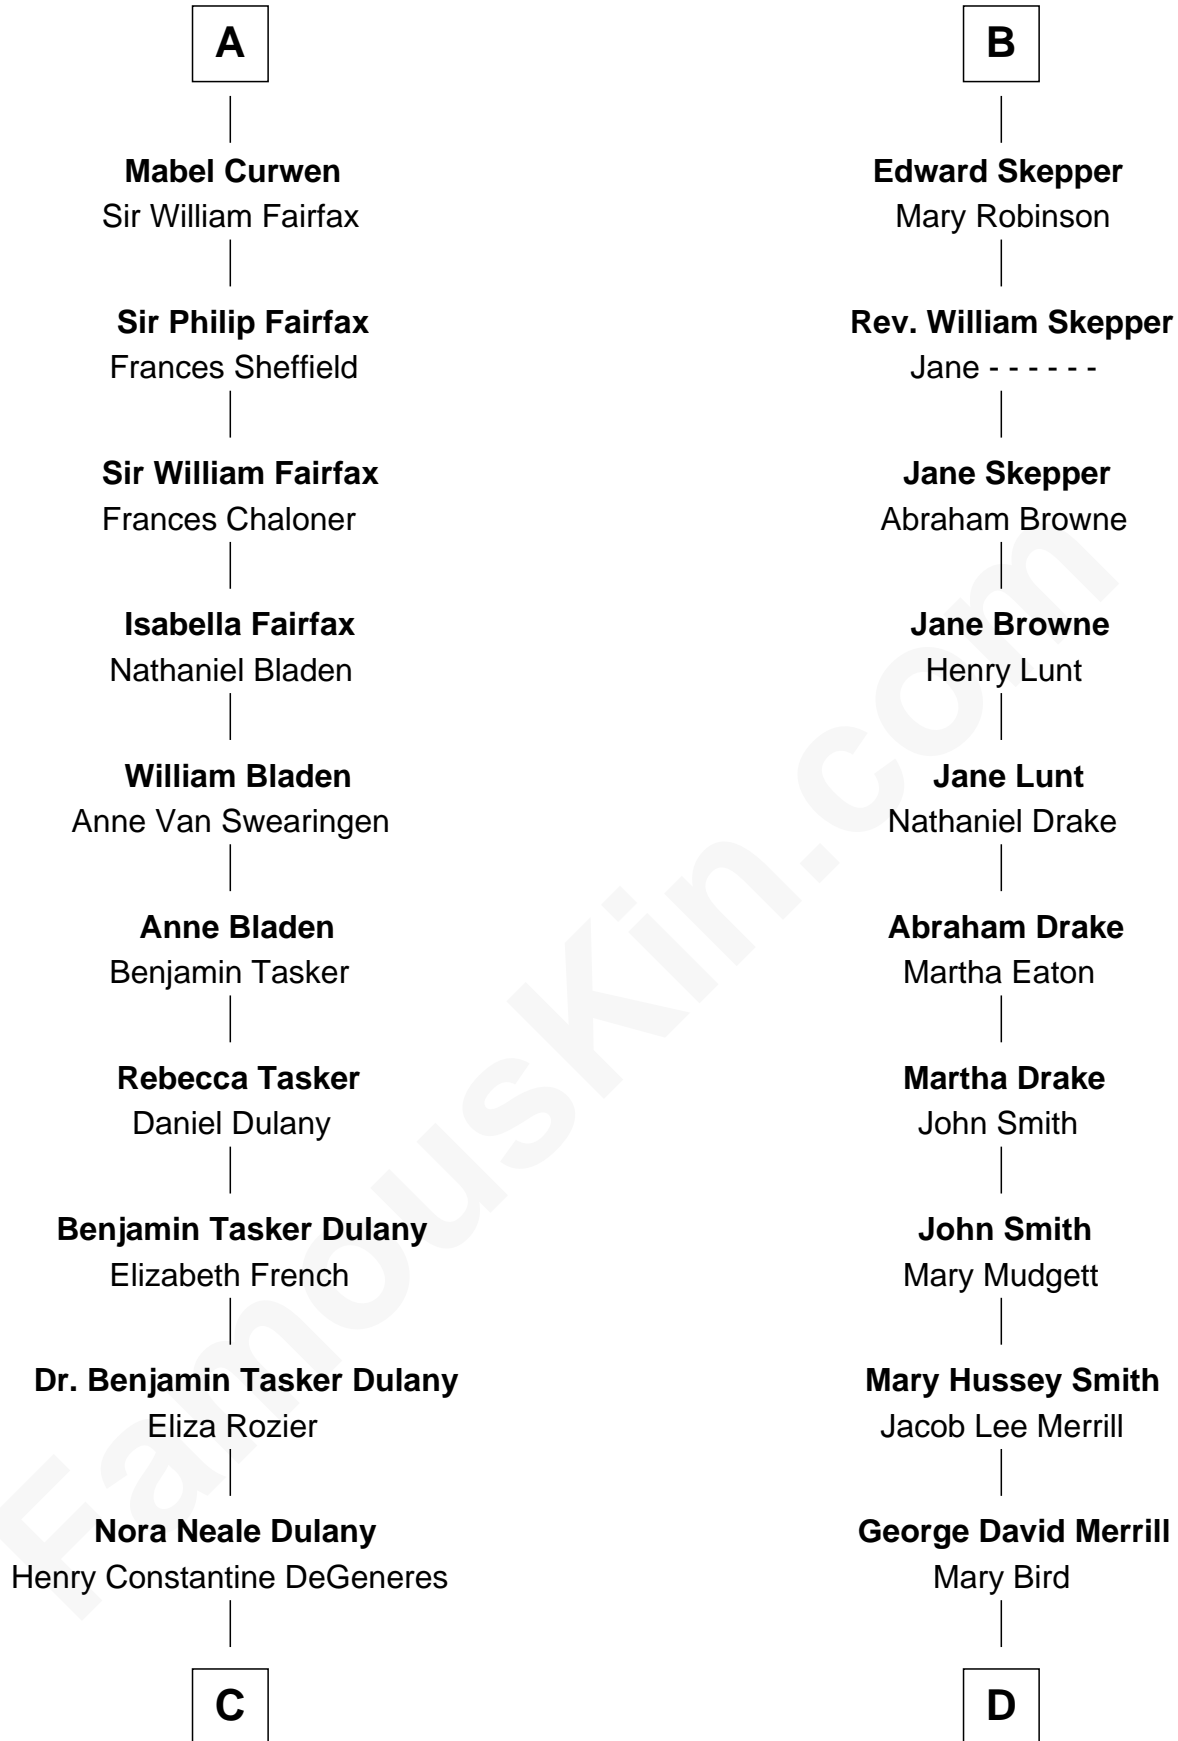 A
Mabel Curwen
Sir William Fairfax
Sir Philip Fairfax
Frances Sheffield
Sir William Fairfax
Frances Chaloner
Isabella Fairfax
Nathaniel Bladen
William Bladen
Anne Van Swearingen
Anne Bladen
Benjamin Tasker
Rebecca Tasker
Daniel Dulany
Benjamin Tasker Dulany
Elizabeth French
Dr. Benjamin Tasker Dulany
Eliza Rozier
Nora Neale Dulany
Henry Constantine DeGeneres
C
B
Edward Skepper
Mary Robinson
Rev. William Skepper
Jane - - - - - -
Jane Skepper
Abraham Browne
Jane Browne
Henry Lunt
Jane Lunt
Nathaniel Drake
Abraham Drake
Martha Eaton
Martha Drake
John Smith
John Smith
Mary Mudgett
Mary Hussey Smith
Jacob Lee Merrill
George David Merrill
Mary Bird
D
FamousKin.com